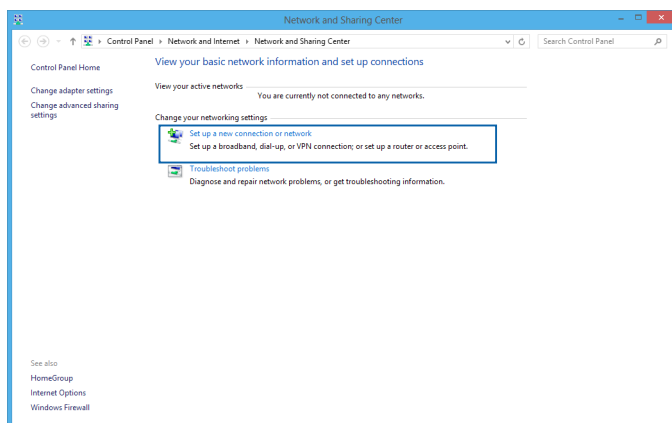 Network and Sharing Center
Control Panel Network and Internet Network and Sharing Center
Search Control Panel
Control Panel Home
Change adapter settings
Change advanced sharing
settings
View your basic network information and set up connections
View your active networks
You are currently not connected to any networks.
Change your networking settings
Set up a new connection or network
Set up a broadband, dial-up, or VPN connection; or set up a router or access point.
Troubleshoot problems
Diagnose and repair network problems, or get troubleshooting information.
See also
HomeGroup
Internet Options
Windows Firewall